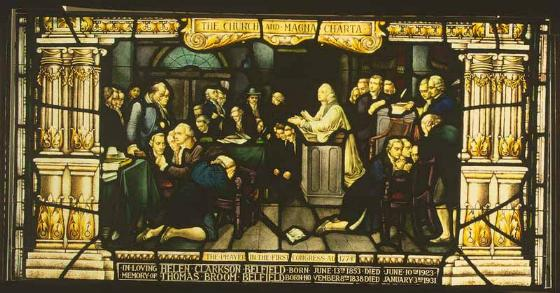 THE CHURCH AND MAGNA CHARTA
THE PRAYER IN THE FIRST CONGRESS A.D. 1774
IN LOVING MEMORY OF HELEN CLARKSON BELFIELD BORN JUNE 13TH 1853 DIED JUNE 10TH 1923
THOMAS BROOM BELFIELD BORN NOVEMBER 8TH 1838 DIED JANUARY 3RD 1931